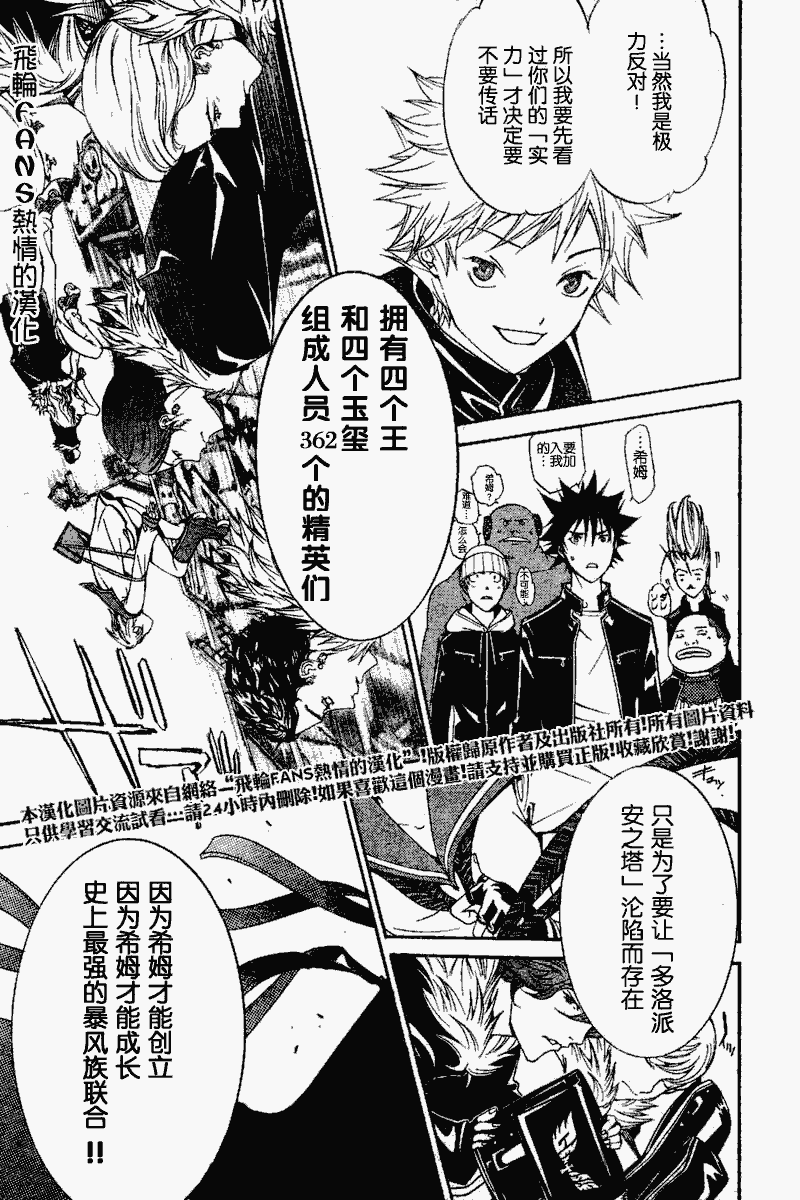 …当然我是极
力反对！
所以我要先看
过你们的「实
力」才决定要
不要传话
飛輪FANS熱情的漢化
拥有四个王
和四个玉玺
组成人员362个的精英们
…希姆
要加
入我
的…
希姆？
难道…
怎么会
不可能
只是为了要让「多洛派
安之塔」沦陷而存在
本漢化圖片資源來自網絡—“飛輪FANS熱情的漢化”！版權歸原作者及出版社所有!所有圖片資料
只供學習交流試看…請24小時內刪除!如果喜歡這個漫畫!請支持並購買正版!收藏欣賞!謝謝!
因为希姆才能创立
因为希姆才能成长
史上最强的暴风族联合!!